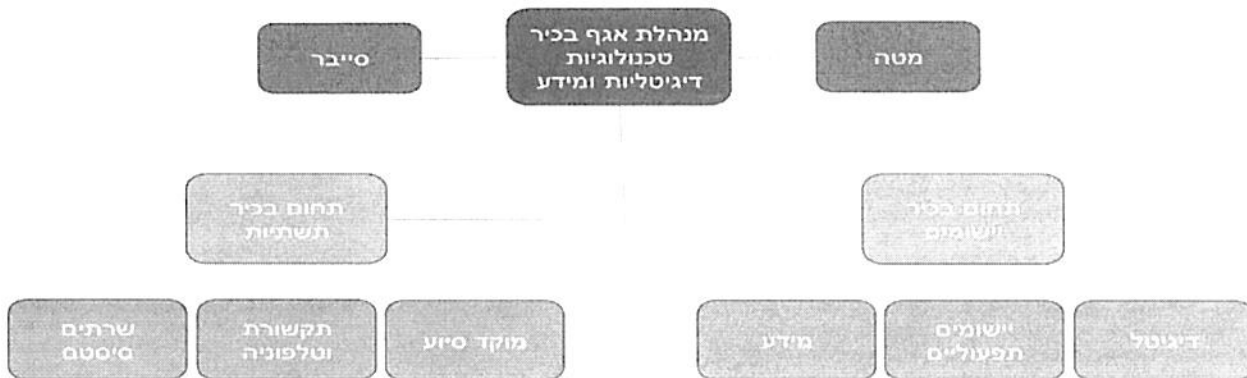 מנהלת אגף בכיר
טכנולוגיות
דיגיטליות ומידע
מטה
סייבר
תחום בכיר
יישומים
תחום בכיר
תשתיות
דיגיטל
יישומים
תפעוליים
מידע
מוקד סיוע
תקשורת
וטלפוניה
שרתים
סיסטם